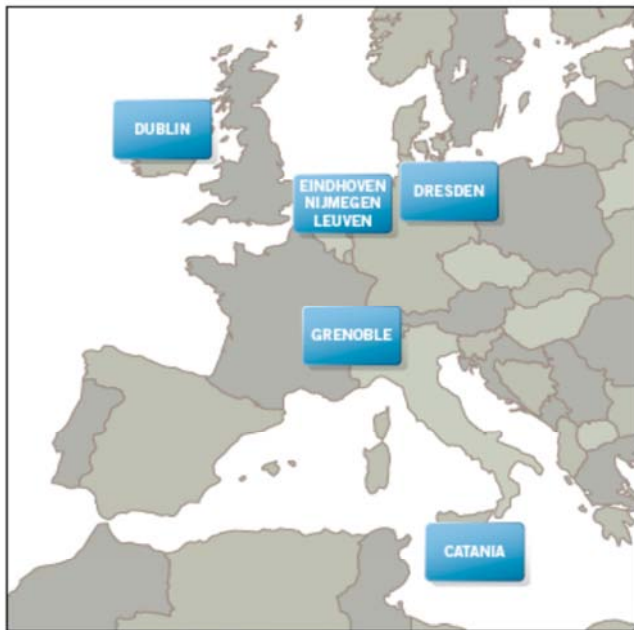 DUBLIN
EINDHOVEN
NIJMEGEN
LEUVEN
DRESDEN
GRENOBLE
CATANIA